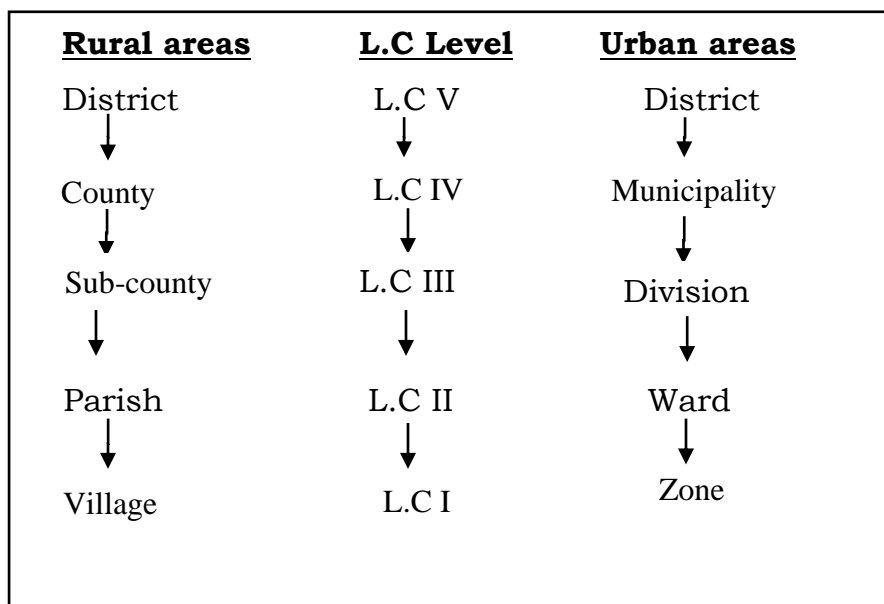 Rural areas L.C Level Urban areas
District L.C V District
County L.C IV Municipality
Sub-county L.C III Division
Parish L.C II Ward
Village L.C I Zone